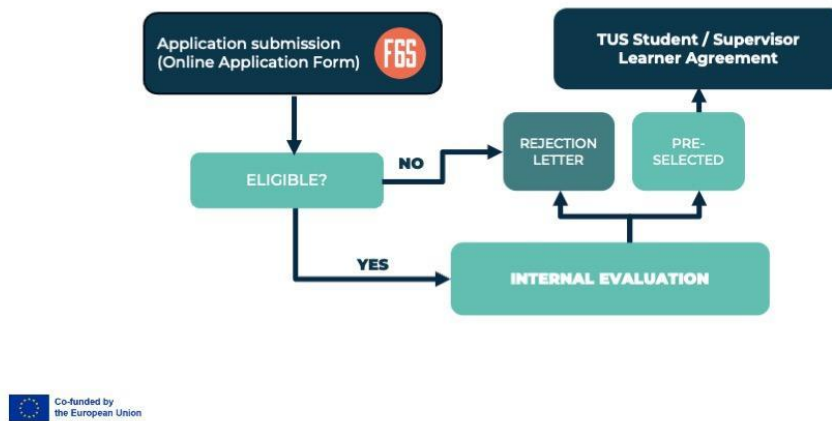 Application submission
(Online Application Form)
F6S
TUS Student / Supervisor
Learner Agreement
ELIGIBLE?
NO
REJECTION
LETTER
PRE-
SELECTED
YES
INTERNAL EVALUATION
Co-funded by
the European Union